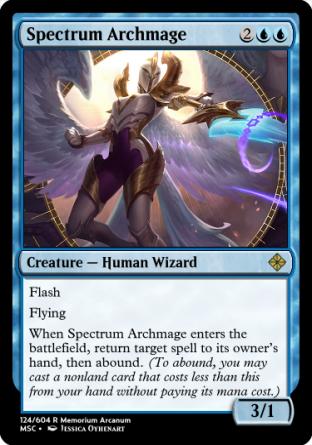 Spectrum Archmage 2
Creature — Human Wizard
Flash
Flying
When Spectrum Archmage enters the
battlefield, return target spell to its owner's
hand, then abound. (To abound, you may
cast a nonland card that costs less than this
from your hand without paying its mana cost.)
3/1
124/604 R Memorium Arcanum
MSC • Jessica Oyhenart